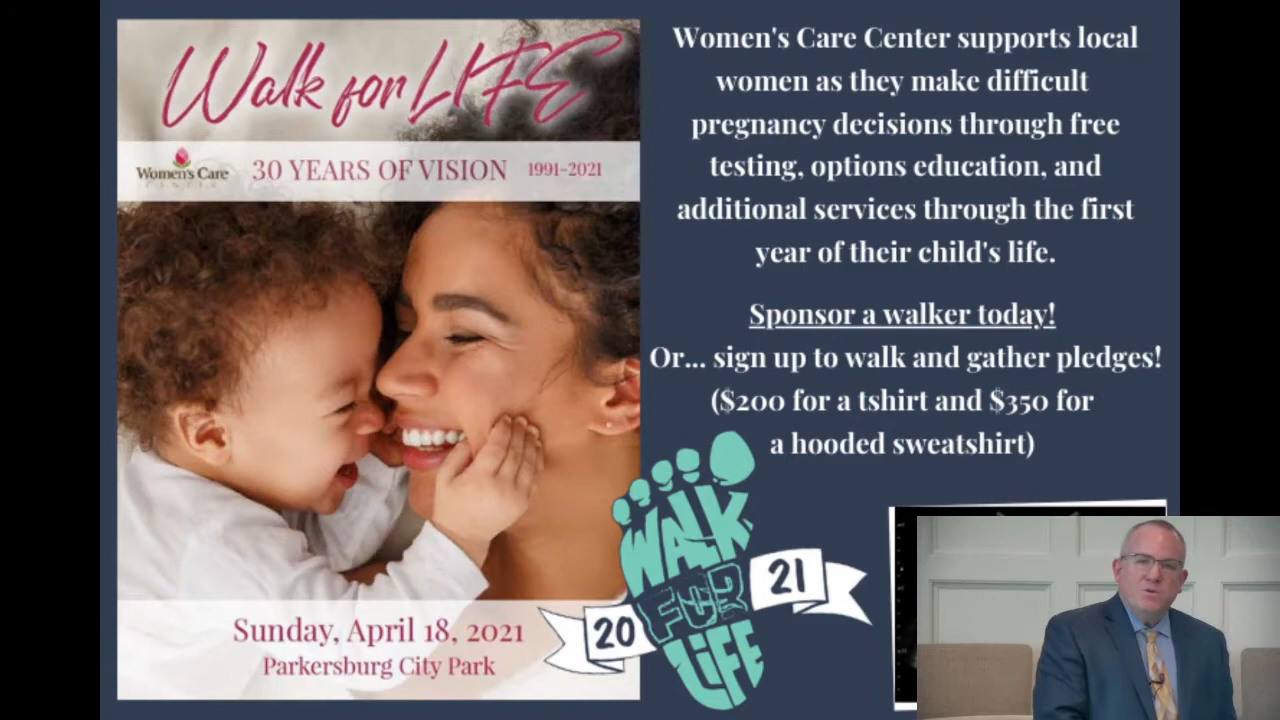 Walk for LIFE
Women's Care
CENTER
30 YEARS OF VISION 1991-2021
Sunday, April 18, 2021
Parkersburg City Park
Women's Care Center supports local
women as they make difficult
pregnancy decisions through free
testing, options education, and
additional services through the first
year of their child's life.
Sponsor a walker today!
Or... sign up to walk and gather pledges!
($200 for a tshirt and $350 for
a hooded sweatshirt)
WALK
FOR
LIFE
20
21